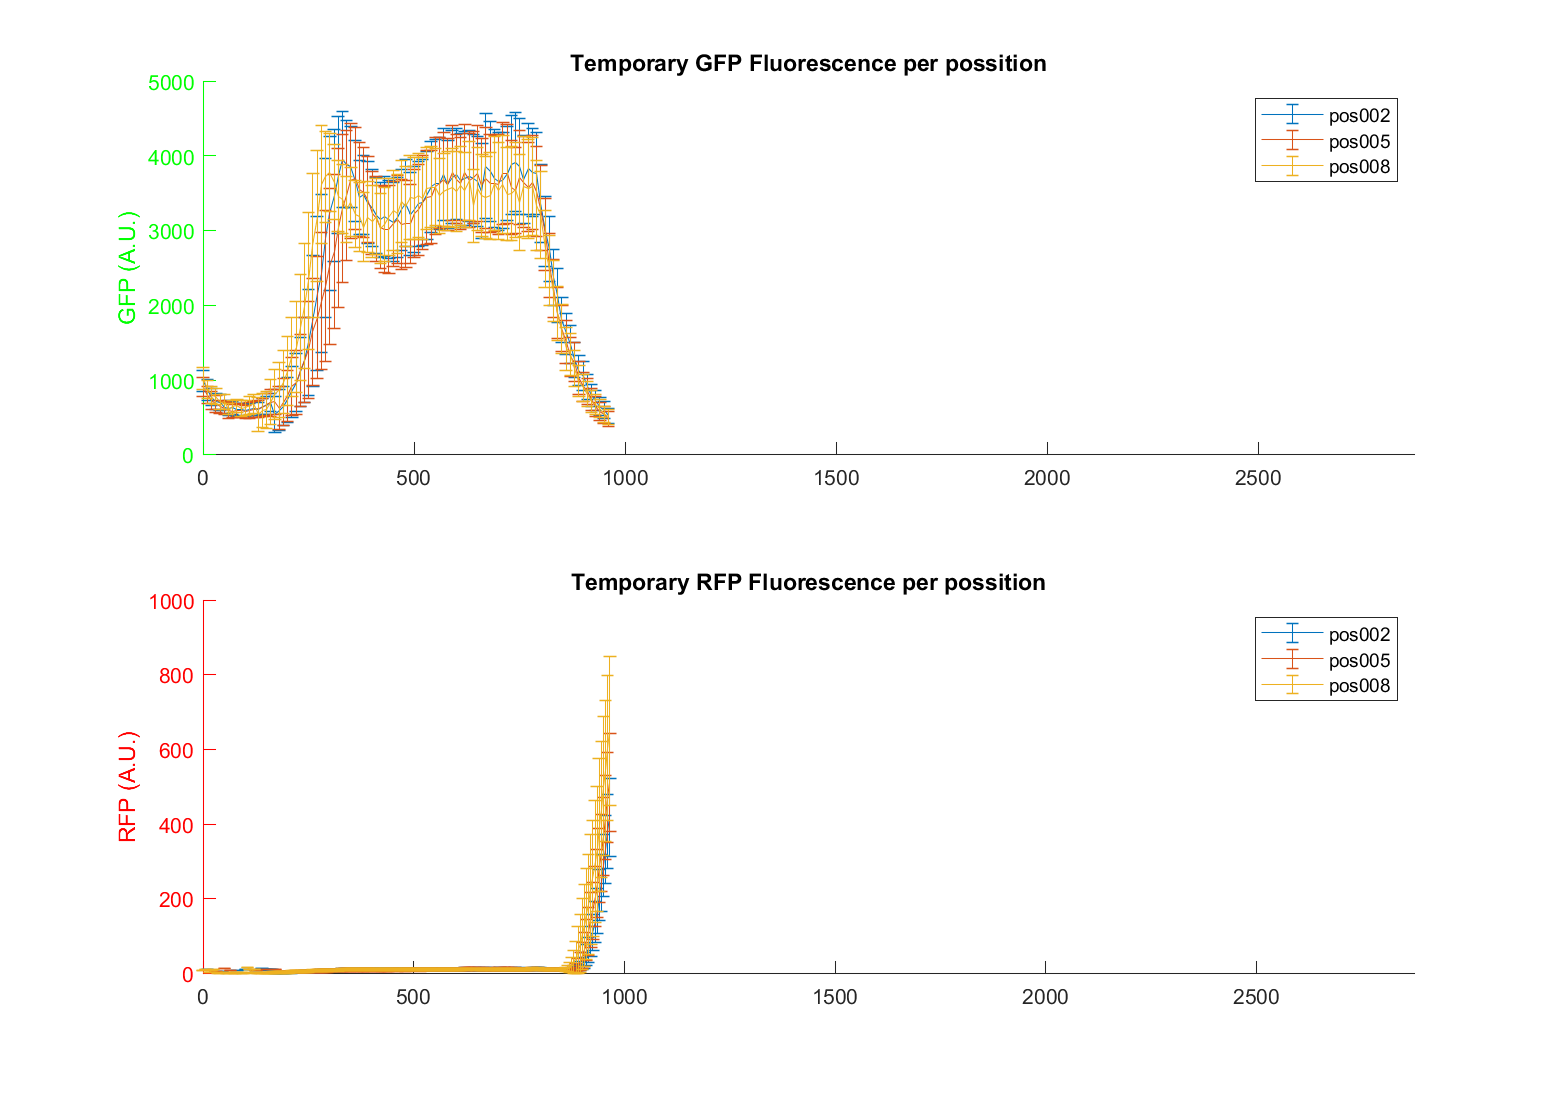 Temporary GFP Fluorescence per possition
5000
4000
3000
2000
1000
0
GFP (A.U.)
pos002
pos005
pos008
0 500 1000 1500 2000 2500
Temporary RFP Fluorescence per possition
1000
800
600
400
200
0
RFP (A.U.)
pos002
pos005
pos008
0 500 1000 1500 2000 2500